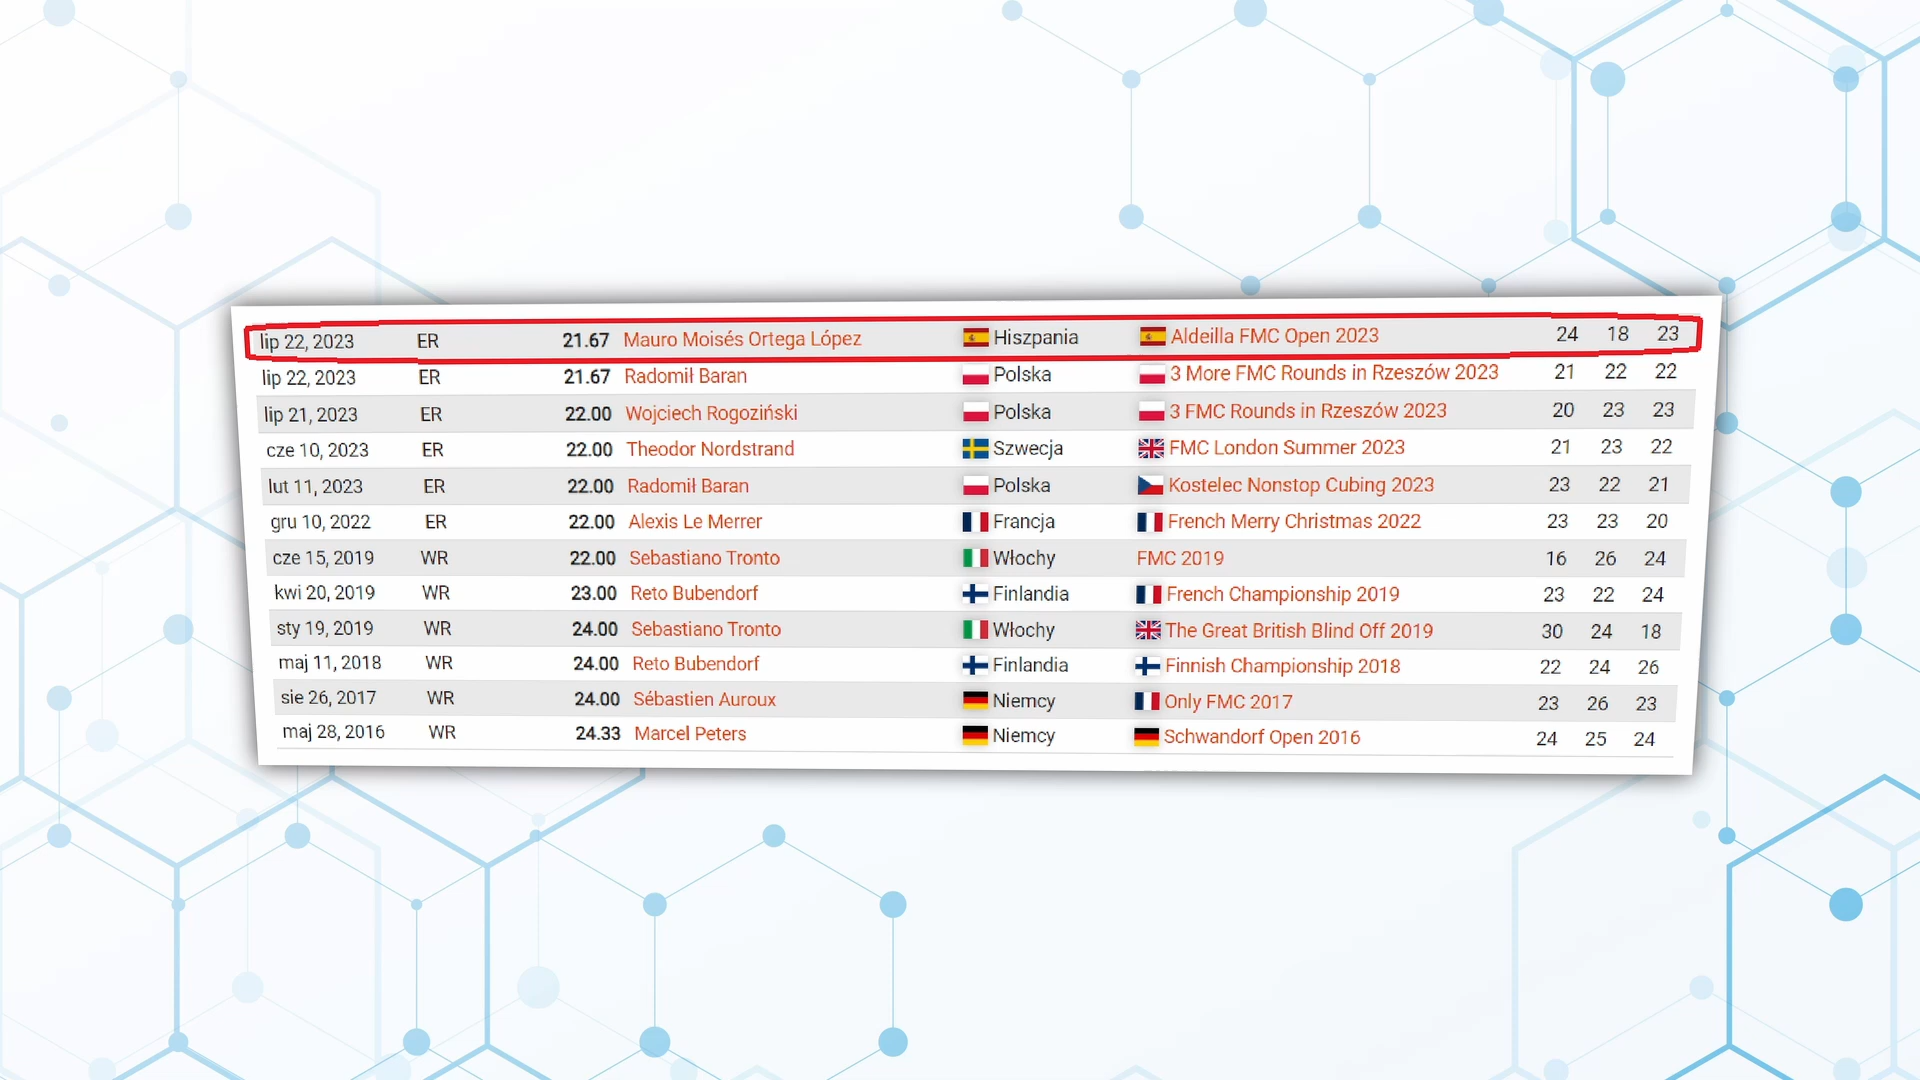 lip 22, 2023 ER 21.67 Mauro Moisés Ortega López Hiszpania Aldeilla FMC Open 2023 24 18 23
lip 22, 2023 ER 21.67 Radomił Baran Polska 3 More FMC Rounds in Rzeszów 2023 21 22 22
lip 21, 2023 ER 22.00 Wojciech Rogoziński Polska 3 FMC Rounds in Rzeszów 2023 20 23 23
cze 10, 2023 ER 22.00 Theodor Nordstrand Szwecja FMC London Summer 2023 21 23 22
lut 11, 2023 ER 22.00 Radomił Baran Polska Kostelec Nonstop Cubing 2023 23 22 21
gru 10, 2022 ER 22.00 Alexis Le Merrer Francja French Merry Christmas 2022 23 23 20
cze 15, 2019 WR 22.00 Sebastiano Tronto Włochy FMC 2019 16 26 24
kwi 20, 2019 WR 23.00 Reto Bubendorf Finlandia French Championship 2019 23 22 24
sty 19, 2019 WR 24.00 Sebastiano Tronto Włochy The Great British Blind Off 2019 30 24 18
maj 11, 2018 WR 24.00 Reto Bubendorf Finlandia Finnish Championship 2018 22 24 26
sie 26, 2017 WR 24.00 Sébastien Auroux Niemcy Only FMC 2017 23 26 23
maj 28, 2016 WR 24.33 Marcel Peters Niemcy Schwandorf Open 2016 24 25 24